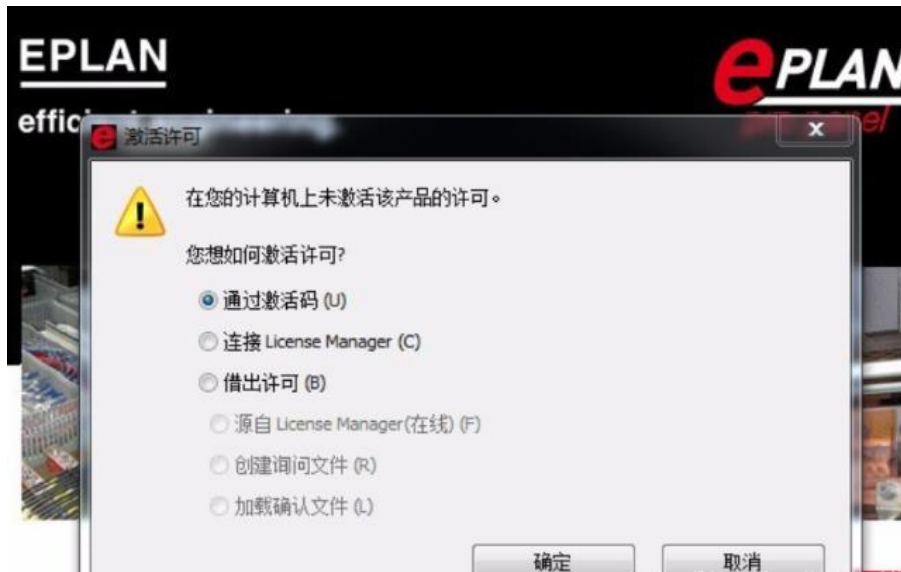 EPLAN
ePLAN
激活许可
在您的计算机上未激活该产品的许可。
您想如何激活许可?
通过激活码 (U)
连接 License Manager (C)
借出许可 (B)
源自 License Manager(在线) (F)
创建询问文件 (R)
加载确认文件 (L)
确定
取消